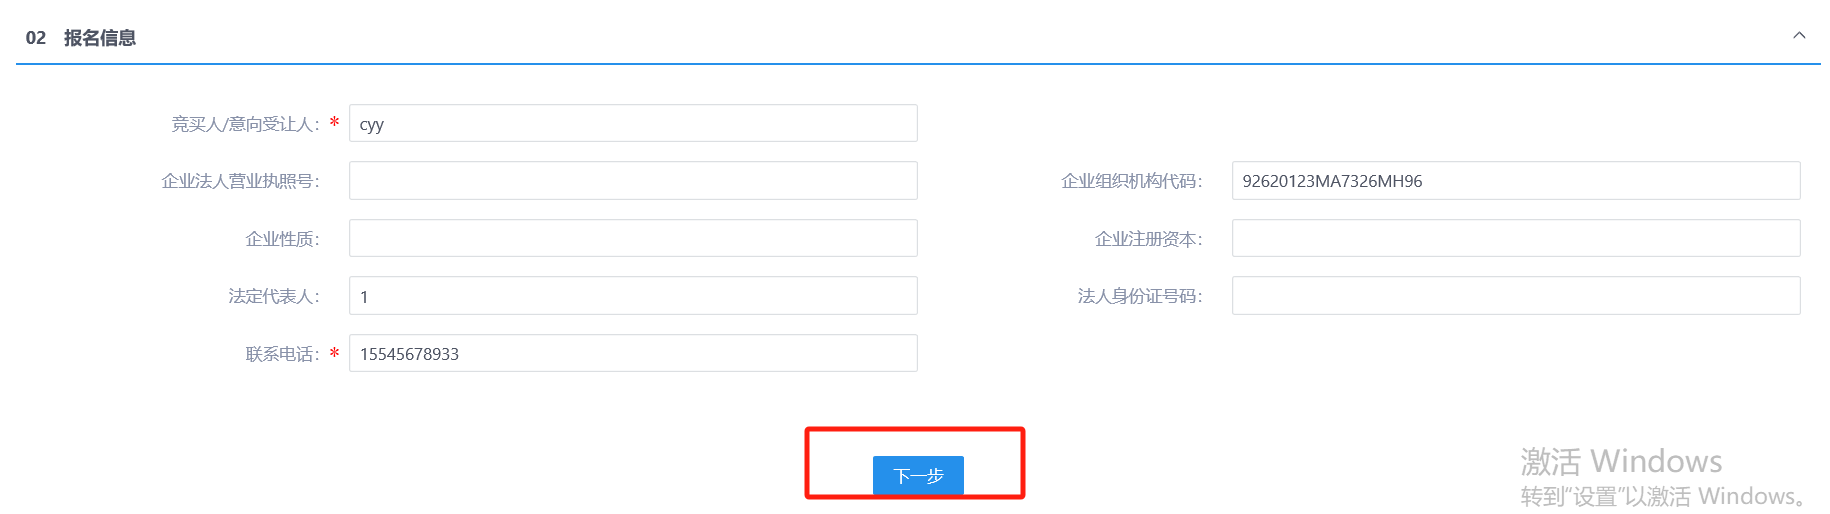 02 报名信息
竞买人/意向受让人: * cyy
企业法人营业执照号:
企业组织机构代码: 92620123MA7326MH96
企业性质:
企业注册资本:
法定代表人: 1
法人身份证号码:
联系电话: * 15545678933
下一步
激活 Windows
转到“设置”以激活 Windows。